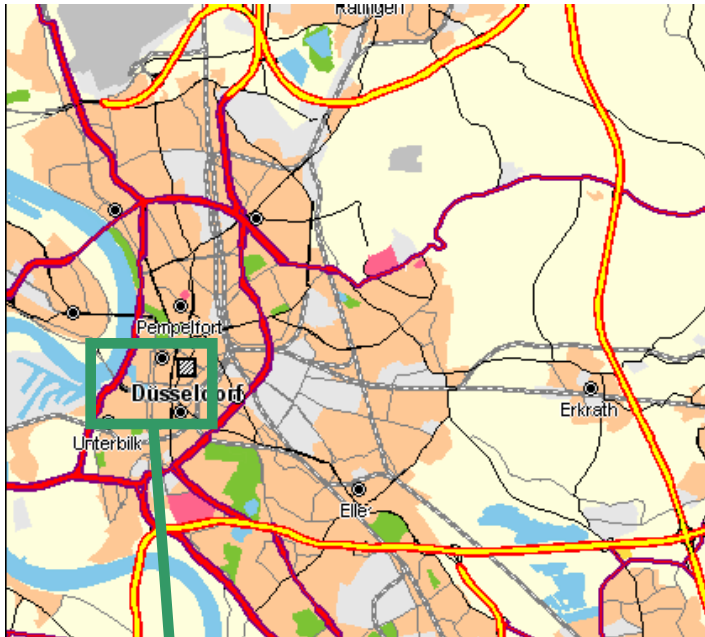 Ratingen
Pempelfort
Düsseldorf
Erkrath
Unterbilk
Eller